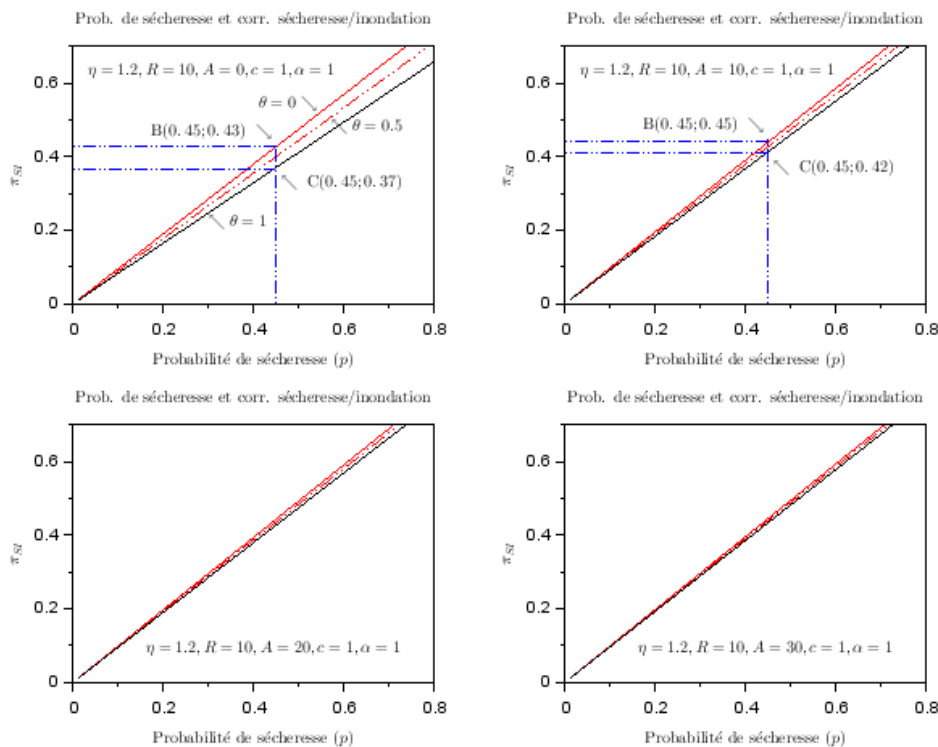 Prob. de sécheresse et corr. sécheresse/inondation
η = 1.2, R = 10, A = 0, c = 1, α = 1
θ = 0
θ = 0.5
B(0.45; 0.43)
C(0.45; 0.37)
θ = 1
π_SI
0.6
0.4
0.2
0
0 0.2 0.4 0.6 0.8
Probabilité de sécheresse (p)
Prob. de sécheresse et corr. sécheresse/inondation
η = 1.2, R = 10, A = 10, c = 1, α = 1
B(0.45; 0.45)
C(0.45; 0.42)
π_SI
0.6
0.4
0.2
0
0 0.2 0.4 0.6 0.8
Probabilité de sécheresse (p)
Prob. de sécheresse et corr. sécheresse/inondation
π_SI
0.6
0.4
0.2
0
η = 1.2, R = 10, A = 20, c = 1, α = 1
0 0.2 0.4 0.6 0.8
Probabilité de sécheresse (p)
Prob. de sécheresse et corr. sécheresse/inondation
π_SI
0.6
0.4
0.2
0
η = 1.2, R = 10, A = 30, c = 1, α = 1
0 0.2 0.4 0.6 0.8
Probabilité de sécheresse (p)